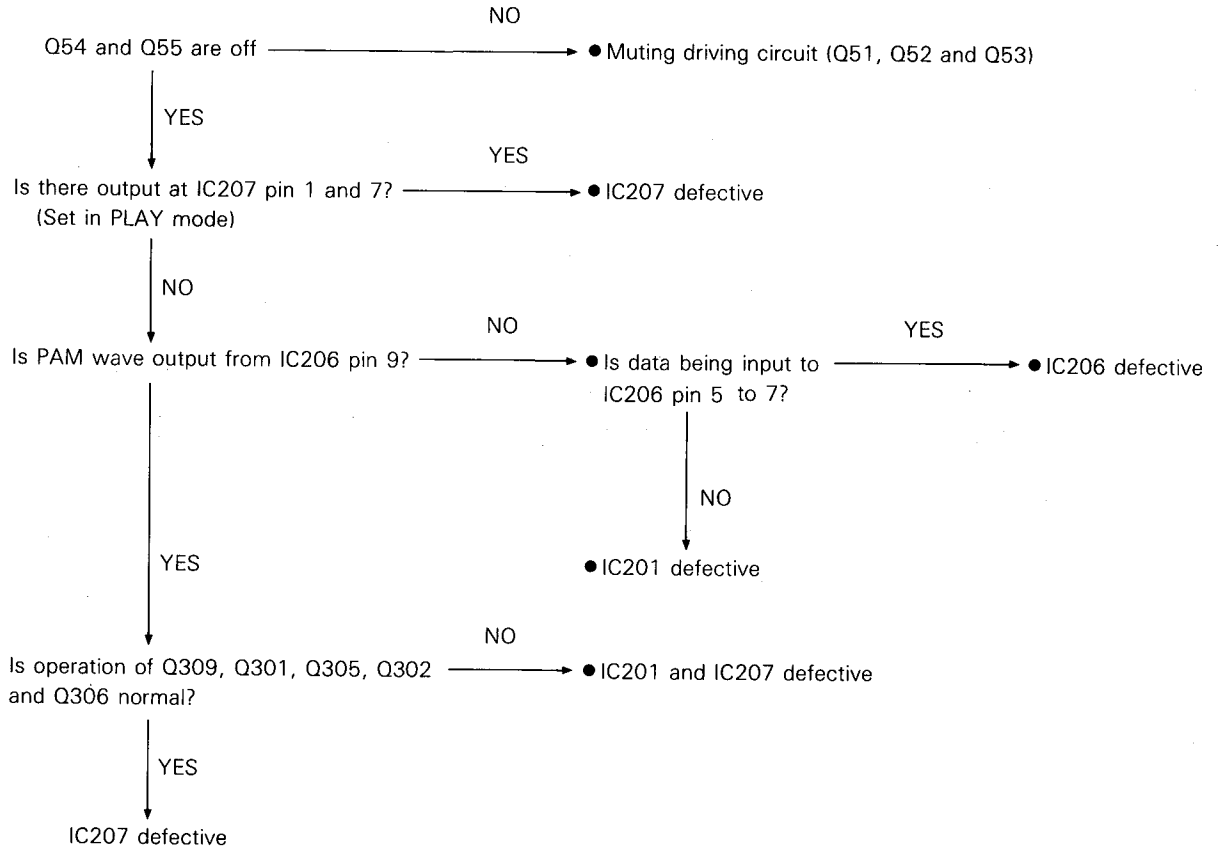 NO
Q54 and Q55 are off
● Muting driving circuit (Q51, Q52 and Q53)
YES
YES
Is there output at IC207 pin 1 and 7?
(Set in PLAY mode)
● IC207 defective
NO
NO
YES
Is PAM wave output from IC206 pin 9?
● Is data being input to
IC206 pin 5 to 7?
● IC206 defective
NO
YES
● IC201 defective
NO
Is operation of Q309, Q301, Q305, Q302
and Q306 normal?
● IC201 and IC207 defective
YES
IC207 defective